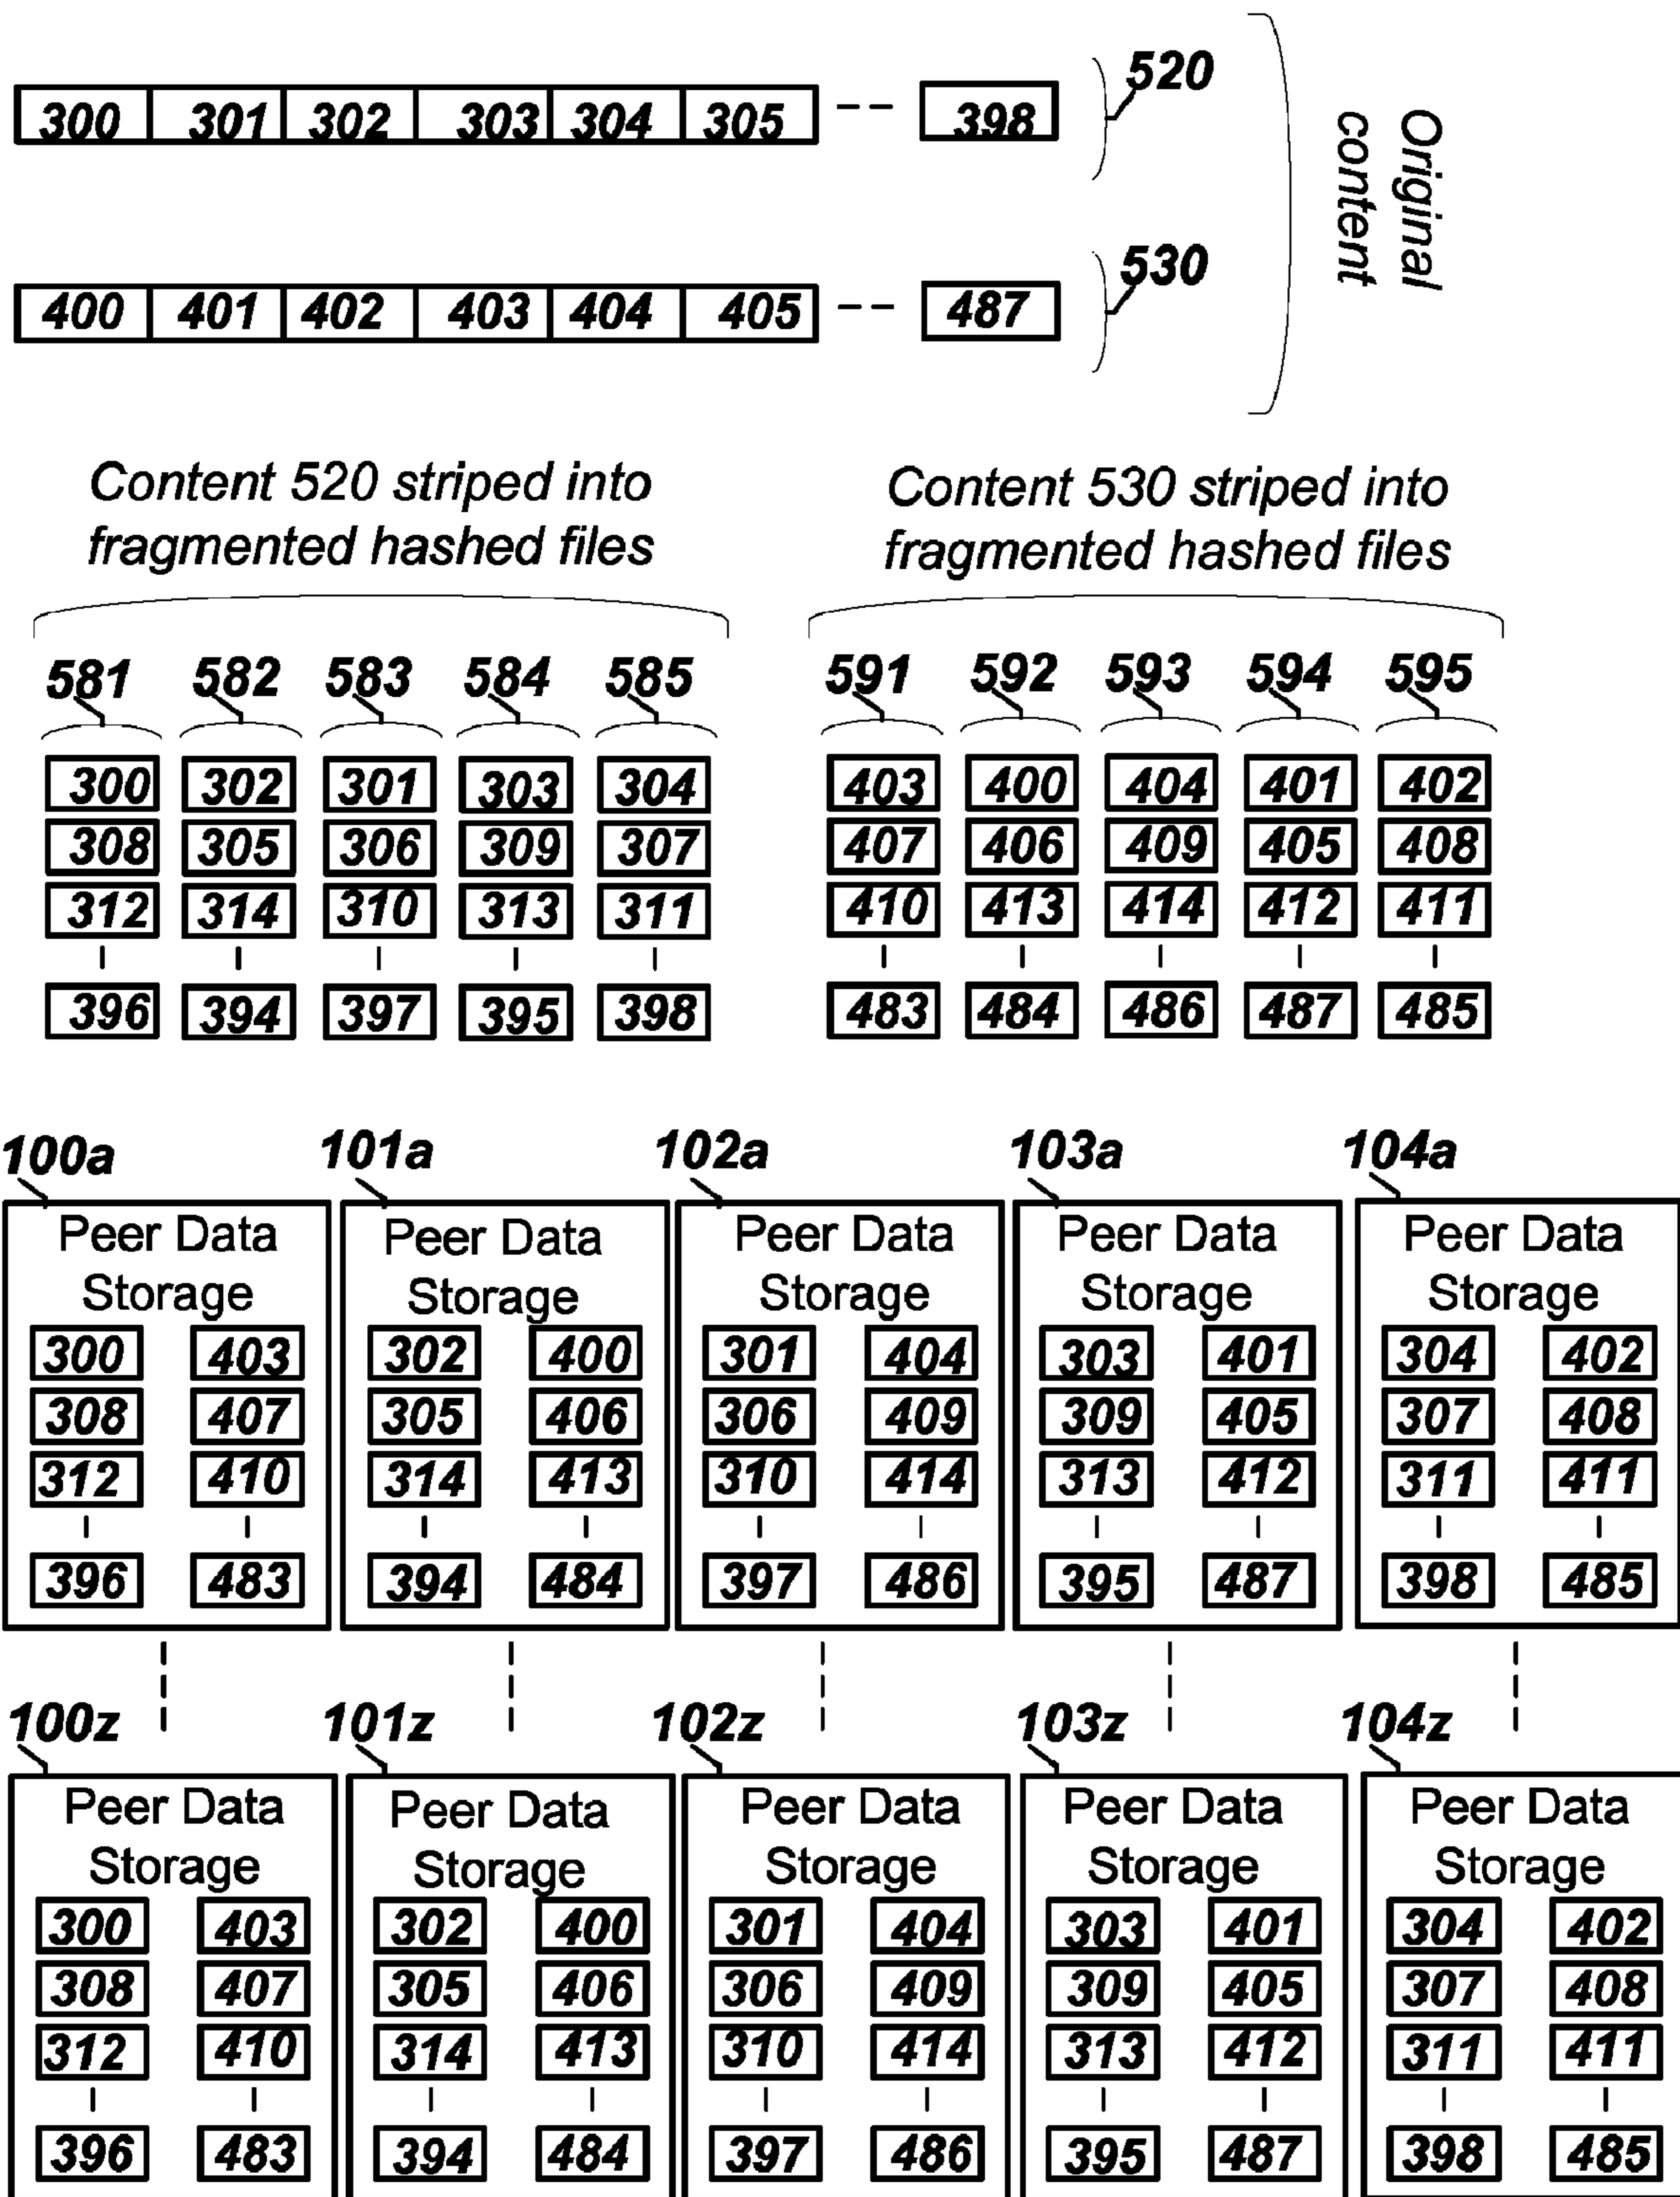 520
300 301 302 303 304 305 -- 398
Original
content
530
400 401 402 403 404 405 -- 487
Content 520 striped into
fragmented hashed files
Content 530 striped into
fragmented hashed files
581 582 583 584 585
591 592 593 594 595
300 302 301 303 304
308 305 306 309 307
312 314 310 313 311
396 394 397 395 398
403 400 404 401 402
407 406 409 405 408
410 413 414 412 411
483 484 486 487 485
100a
Peer Data
Storage
300 403
308 407
312 410
396 483
101a
Peer Data
Storage
302 400
305 406
314 413
394 484
102a
Peer Data
Storage
301 404
306 409
310 414
397 486
103a
Peer Data
Storage
303 401
309 405
313 412
395 487
104a
Peer Data
Storage
304 402
307 408
311 411
398 485
100z
Peer Data
Storage
300 403
308 407
312 410
396 483
101z
Peer Data
Storage
302 400
305 406
314 413
394 484
102z
Peer Data
Storage
301 404
306 409
310 414
397 486
103z
Peer Data
Storage
303 401
309 405
313 412
395 487
104z
Peer Data
Storage
304 402
307 408
311 411
398 485